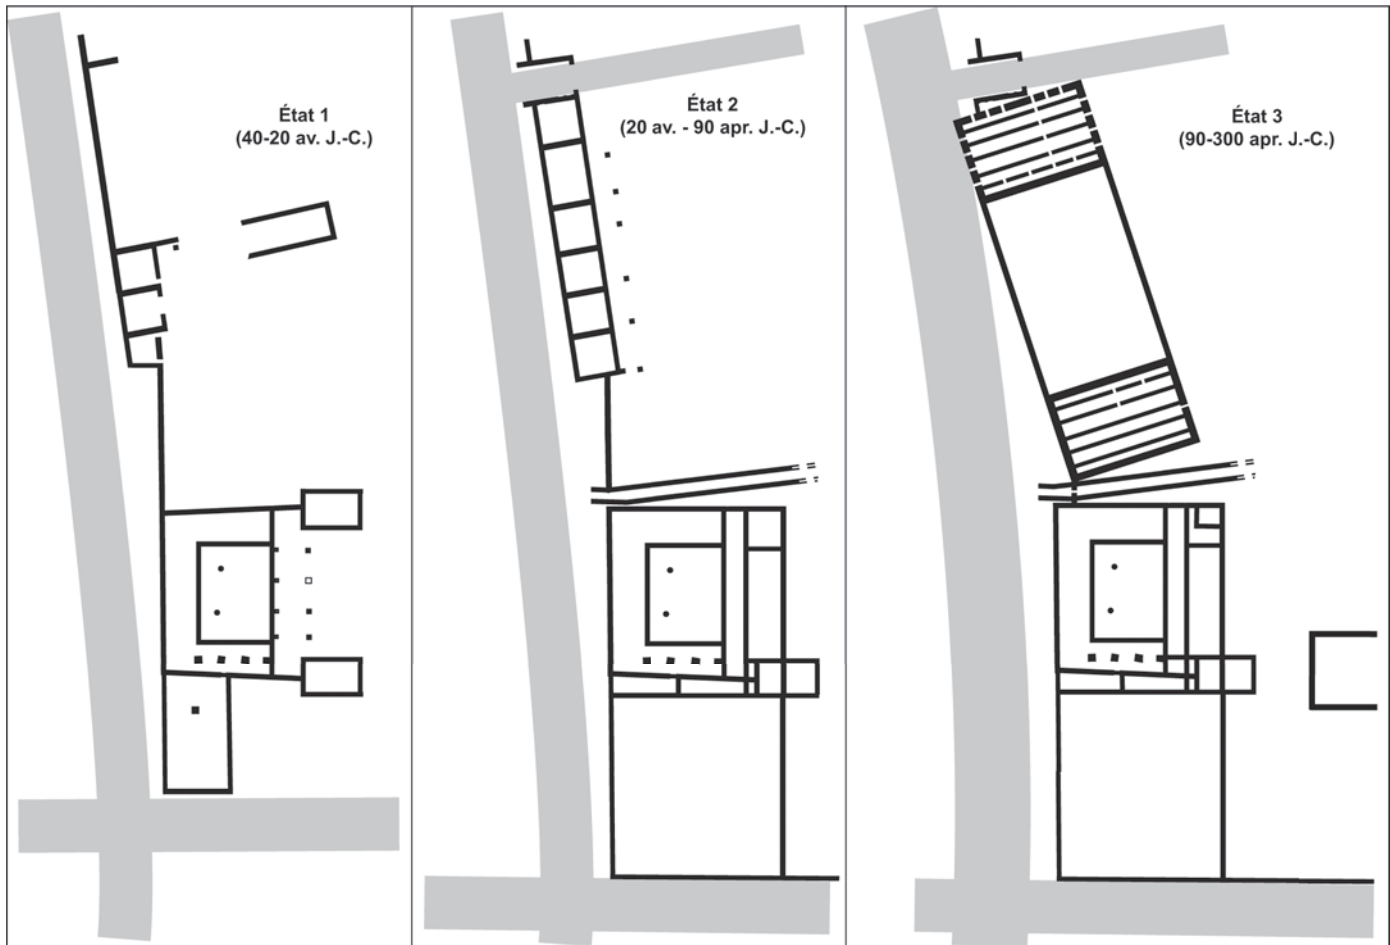 État 1
(40-20 av. J.-C.)
État 2
(20 av. - 90 apr. J.-C.)
État 3
(90-300 apr. J.-C.)